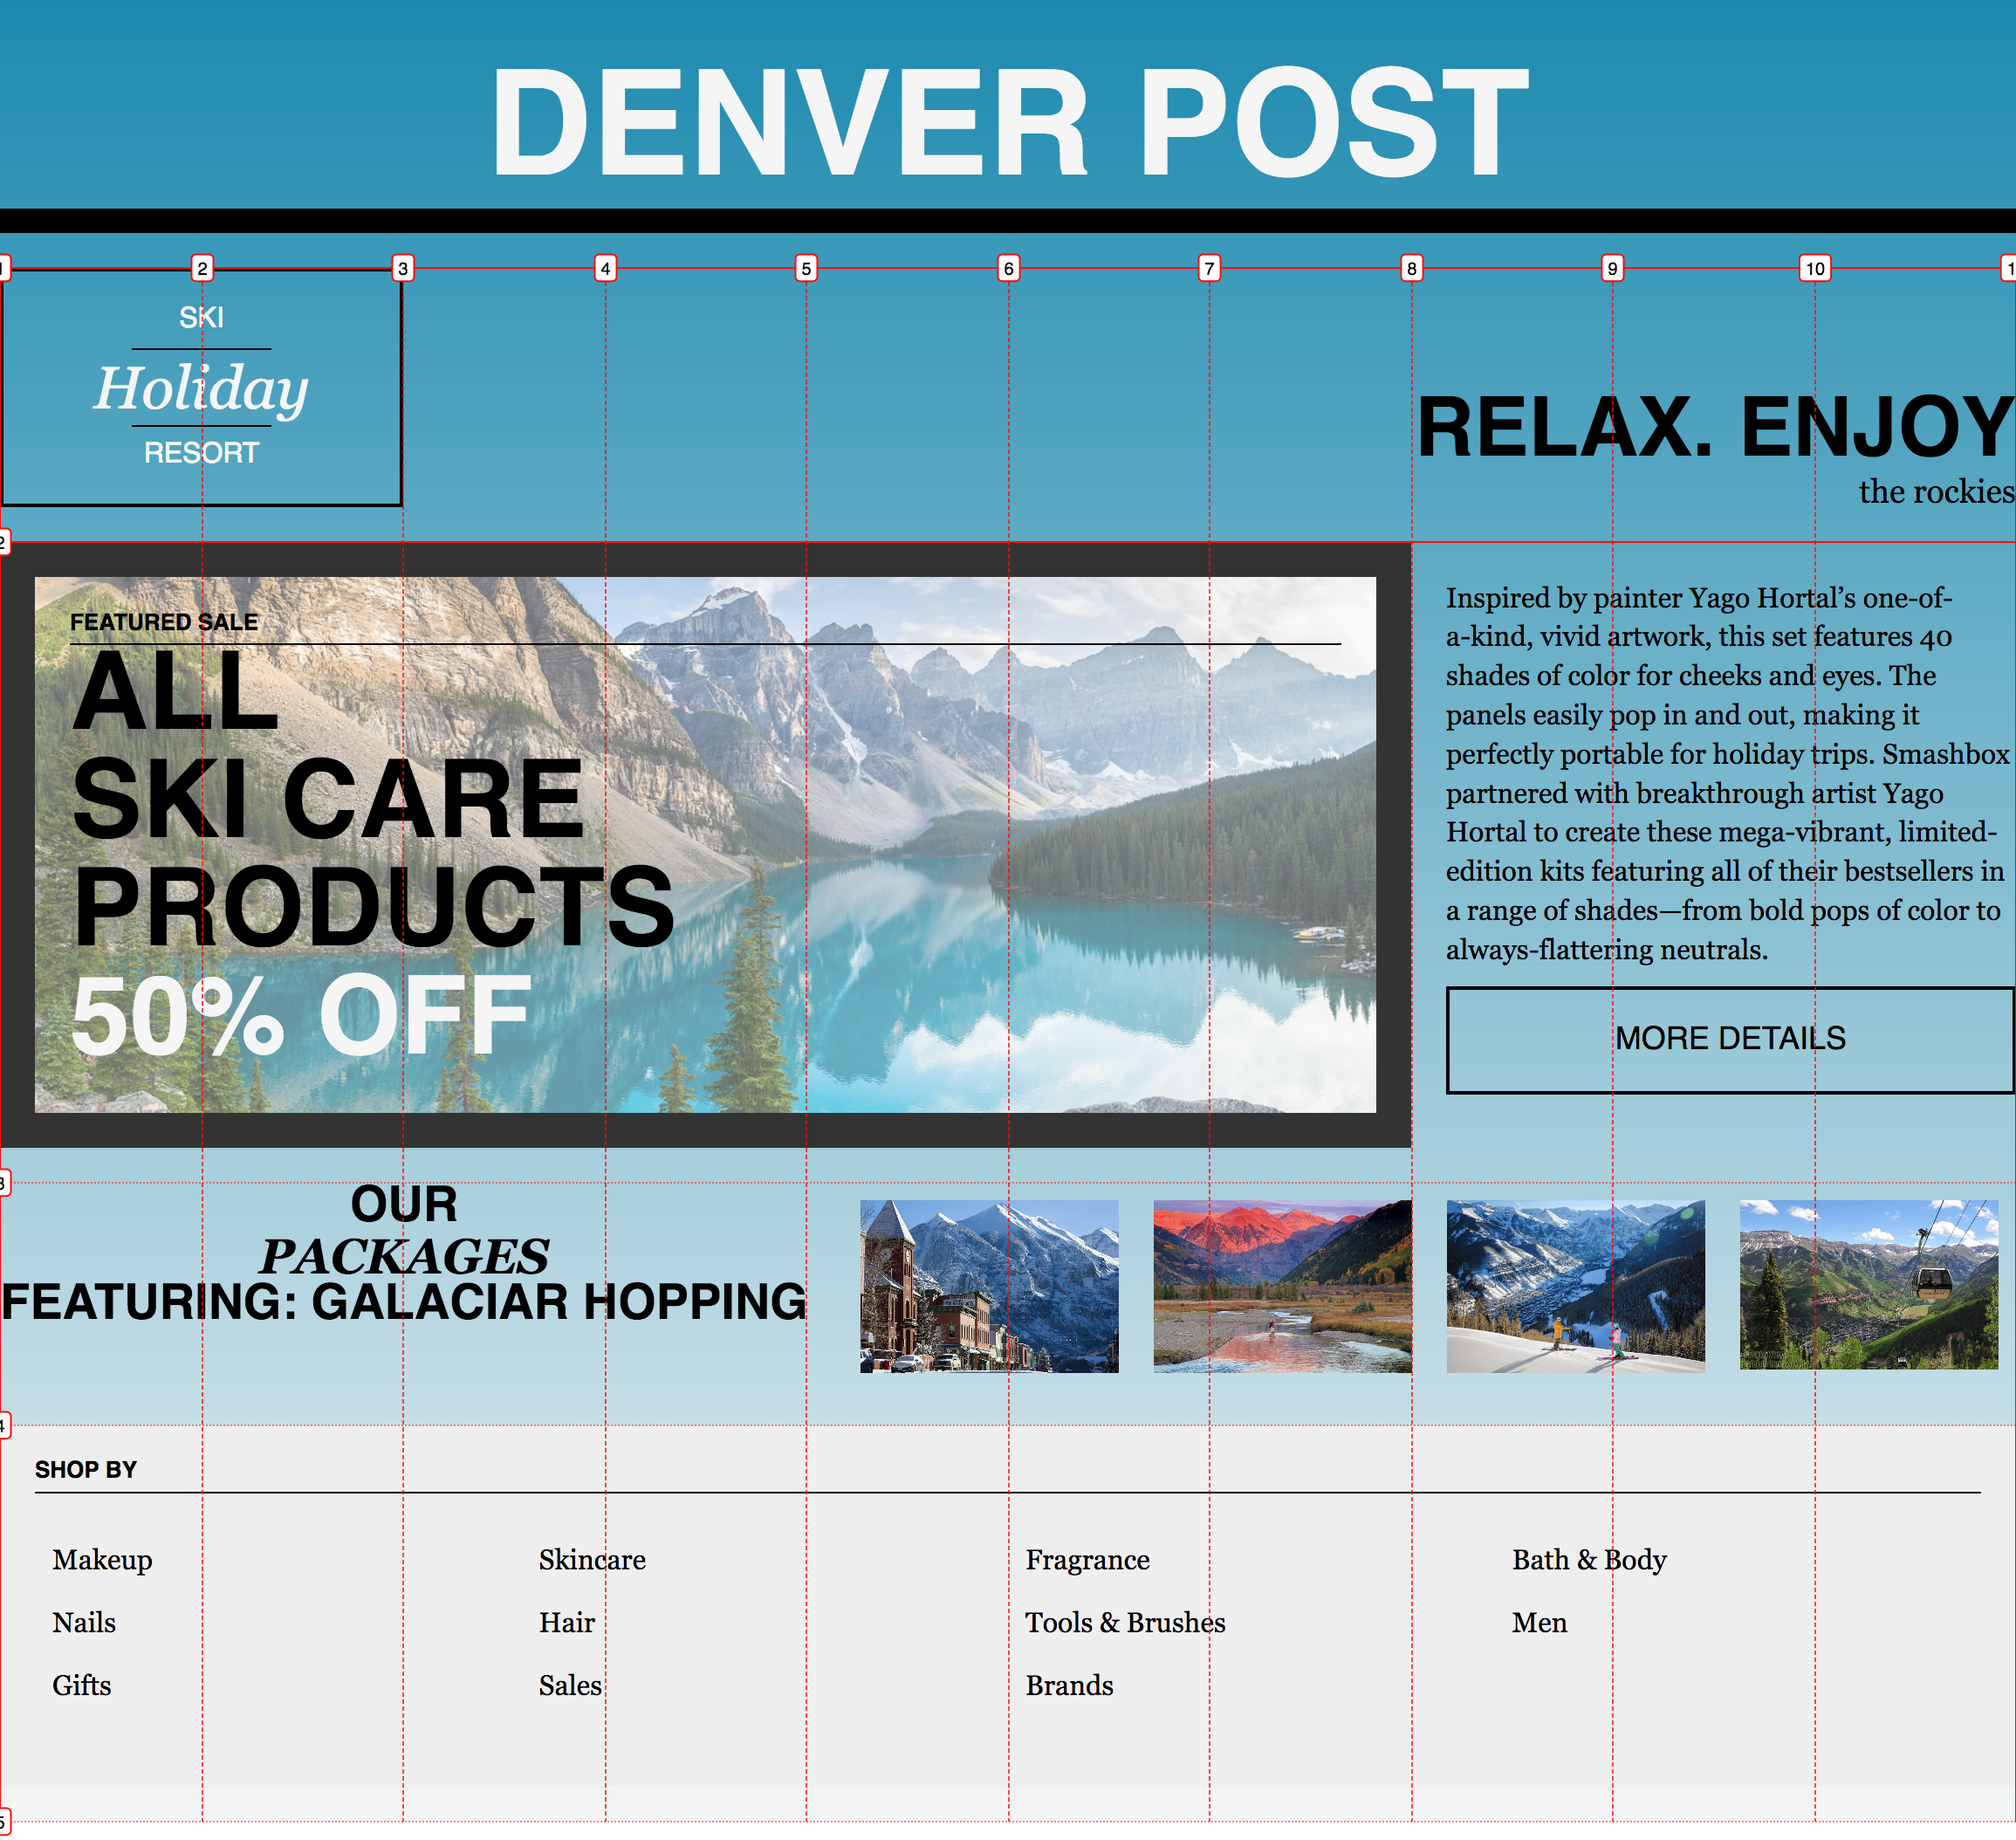 DENVER POST
1 2 3 4 5 6 7 8 9 10 1
SKI
Holiday
RESORT
RELAX. ENJOY
the rockies
2
FEATURED SALE
ALL
SKI CARE
PRODUCTS
50% OFF
Inspired by painter Yago Hortal’s one-of-
a-kind, vivid artwork, this set features 40
shades of color for cheeks and eyes. The
panels easily pop in and out, making it
perfectly portable for holiday trips. Smashbox
partnered with breakthrough artist Yago
Hortal to create these mega-vibrant, limited-
edition kits featuring all of their bestsellers in
a range of shades—from bold pops of color to
always-flattering neutrals.
MORE DETAILS
3
OUR
PACKAGES
FEATURING: GALACIAR HOPPING
4
SHOP BY
Makeup
Skincare
Fragrance
Bath & Body
Nails
Hair
Tools & Brushes
Men
Gifts
Sales
Brands
5